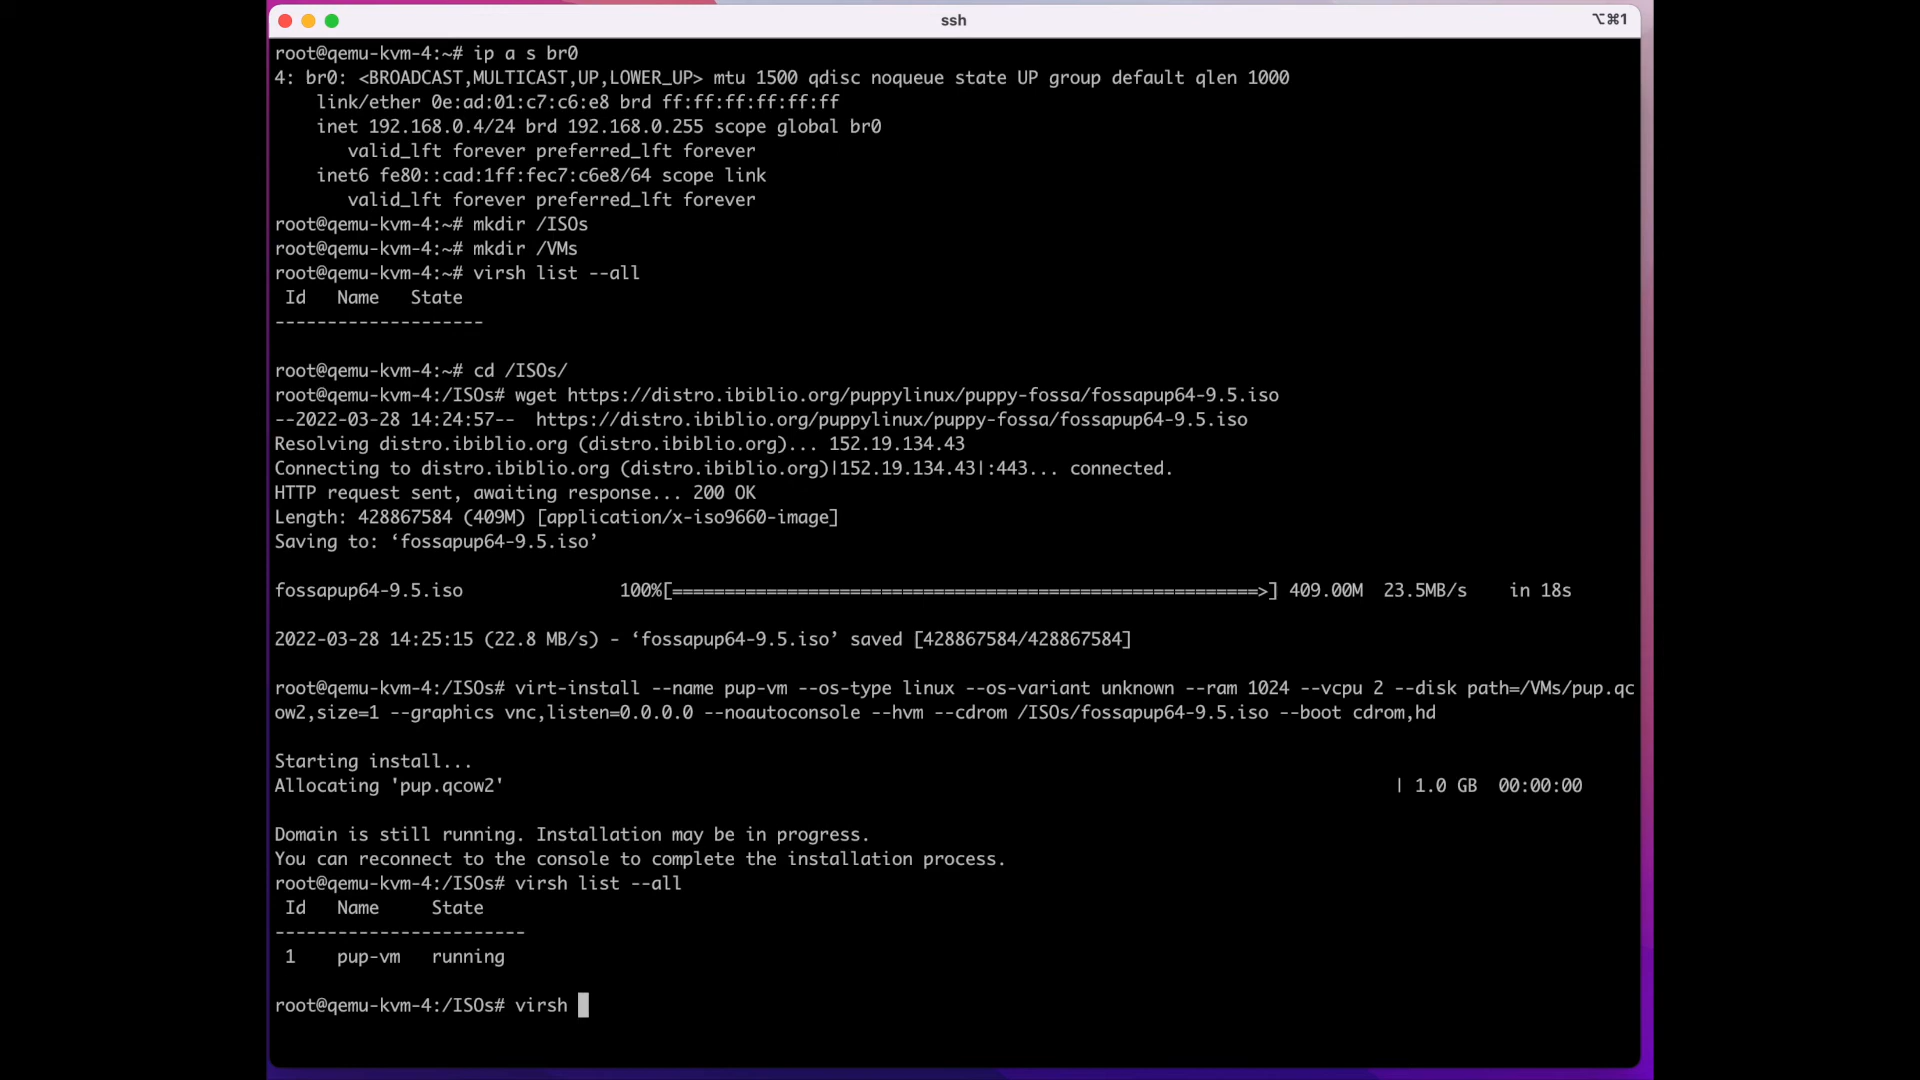 ssh
⌥⌘1
root@qemu-kvm-4:~# ip a s br0
4: br0: <BROADCAST,MULTICAST,UP,LOWER_UP> mtu 1500 qdisc noqueue state UP group default qlen 1000
    link/ether 0e:ad:01:c7:c6:e8 brd ff:ff:ff:ff:ff:ff
    inet 192.168.0.4/24 brd 192.168.0.255 scope global br0
       valid_lft forever preferred_lft forever
    inet6 fe80::cad:1ff:fec7:c6e8/64 scope link
       valid_lft forever preferred_lft forever
root@qemu-kvm-4:~# mkdir /ISOs
root@qemu-kvm-4:~# mkdir /VMs
root@qemu-kvm-4:~# virsh list --all
 Id   Name   State
--------------------
root@qemu-kvm-4:~# cd /ISOs/
root@qemu-kvm-4:/ISOs# wget https://distro.ibiblio.org/puppylinux/puppy-fossa/fossapup64-9.5.iso
--2022-03-28 14:24:57--  https://distro.ibiblio.org/puppylinux/puppy-fossa/fossapup64-9.5.iso
Resolving distro.ibiblio.org (distro.ibiblio.org)... 152.19.134.43
Connecting to distro.ibiblio.org (distro.ibiblio.org)|152.19.134.43|:443... connected.
HTTP request sent, awaiting response... 200 OK
Length: 428867584 (409M) [application/x-iso9660-image]
Saving to: ‘fossapup64-9.5.iso’
fossapup64-9.5.iso               100%[========================================================>] 409.00M  23.5MB/s    in 18s
2022-03-28 14:25:15 (22.8 MB/s) - ‘fossapup64-9.5.iso’ saved [428867584/428867584]
root@qemu-kvm-4:/ISOs# virt-install --name pup-vm --os-type linux --os-variant unknown --ram 1024 --vcpu 2 --disk path=/VMs/pup.qc
ow2,size=1 --graphics vnc,listen=0.0.0.0 --noautoconsole --hvm --cdrom /ISOs/fossapup64-9.5.iso --boot cdrom,hd
Starting install...
Allocating 'pup.qcow2'                                                                                     | 1.0 GB  00:00:00
Domain is still running. Installation may be in progress.
You can reconnect to the console to complete the installation process.
root@qemu-kvm-4:/ISOs# virsh list --all
 Id   Name     State
------------------------
 1    pup-vm   running
root@qemu-kvm-4:/ISOs# virsh